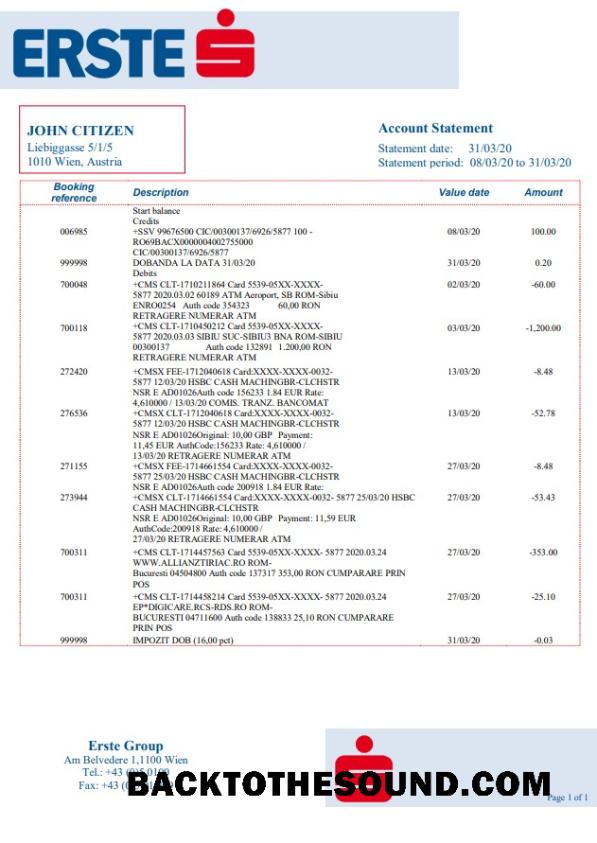 ERSTE
JOHN CITIZEN
Liebiggasse 5/1/5
1010 Wien, Austria
Account Statement
Statement date: 31/03/20
Statement period: 08/03/20 to 31/03/20
Booking reference Description Value date Amount
Start balance
Credits
006985 +SSV 99676500 CIC/00300137/6926/5877 100 - 08/03/20 100.00
RO69BACX0000004002755000
CIC/00300137/6926/5877
999998 DOBANDA LA DATA 31/03/20 31/03/20 0.20
Debits
700048 +CMS CLT-1710211864 Card 5539-05XX-XXXX- 02/03/20 -60.00
5877 2020.03.02 60189 ATM Aeroport, SB ROM-Sibiu
ENRO0254 Auth code 354323 60,00 RON
RETRAGERE NUMERAR ATM
700118 +CMS CLT-1710450212 Card 5539-05XX-XXXX- 03/03/20 -1,200.00
5877 2020.03.03 SIBIU SUC-SIBIU3 BNA ROM-SIBIU
00300137 Auth code 132891 1.200,00 RON
RETRAGERE NUMERAR ATM
272420 +CMSX FEE-1712040618 Card:XXXX-XXXX-0032- 13/03/20 -8.48
5877 12/03/20 HSBC CASH MACHINGBR-CLCHSTR
NSR E AD01026Auth code 156233 1.84 EUR Rate:
4,610000 / 13/03/20 COMIS. TRANZ. BANCOMAT
276536 +CMSX CLT-1712040618 Card:XXXX-XXXX-0032- 13/03/20 -52.78
5877 12/03/20 HSBC CASH MACHINGBR-CLCHSTR
NSR E AD01026Original: 10,00 GBP Payment:
11,45 EUR AuthCode:156233 Rate: 4,610000 /
13/03/20 RETRAGERE NUMERAR ATM
271155 +CMSX FEE-1714661554 Card:XXXX-XXXX-0032- 27/03/20 -8.48
5877 25/03/20 HSBC CASH MACHINGBR-CLCHSTR
NSR E AD01026Auth code 200918 1.84 EUR Rate:
273944 +CMSX CLT-1714661554 Card:XXXX-XXXX-0032- 5877 25/03/20 HSBC 27/03/20 -53.43
CASH MACHINGBR-CLCHSTR
NSR E AD01026Original: 10,00 GBP Payment: 11,59 EUR
AuthCode:200918 Rate: 4,610000 /
27/03/20 RETRAGERE NUMERAR ATM
700311 +CMS CLT-1714457563 Card 5539-05XX-XXXX- 5877 2020.03.24 27/03/20 -353.00
WWW.ALLIANZTIRIAC.RO ROM-
Bucuresti 04504800 Auth code 137317 353,00 RON CUMPARARE PRIN
POS
700311 +CMS CLT-1714458214 Card 5539-05XX-XXXX- 5877 2020.03.24 27/03/20 -25.10
EP*DIGICARE.RCS-RDS.RO ROM-
BUCURESTI 04711600 Auth code 138833 25,10 RON CUMPARARE
PRIN POS
999998 IMPOZIT DOB (16,00 pct) 31/03/20 -0.03
Erste Group
Am Belvedere 1,1100 Wien
Tel.: +43 (0)5 0100
Fax: +43
BACKTOTHESOUND.COM
Page 1 of 1